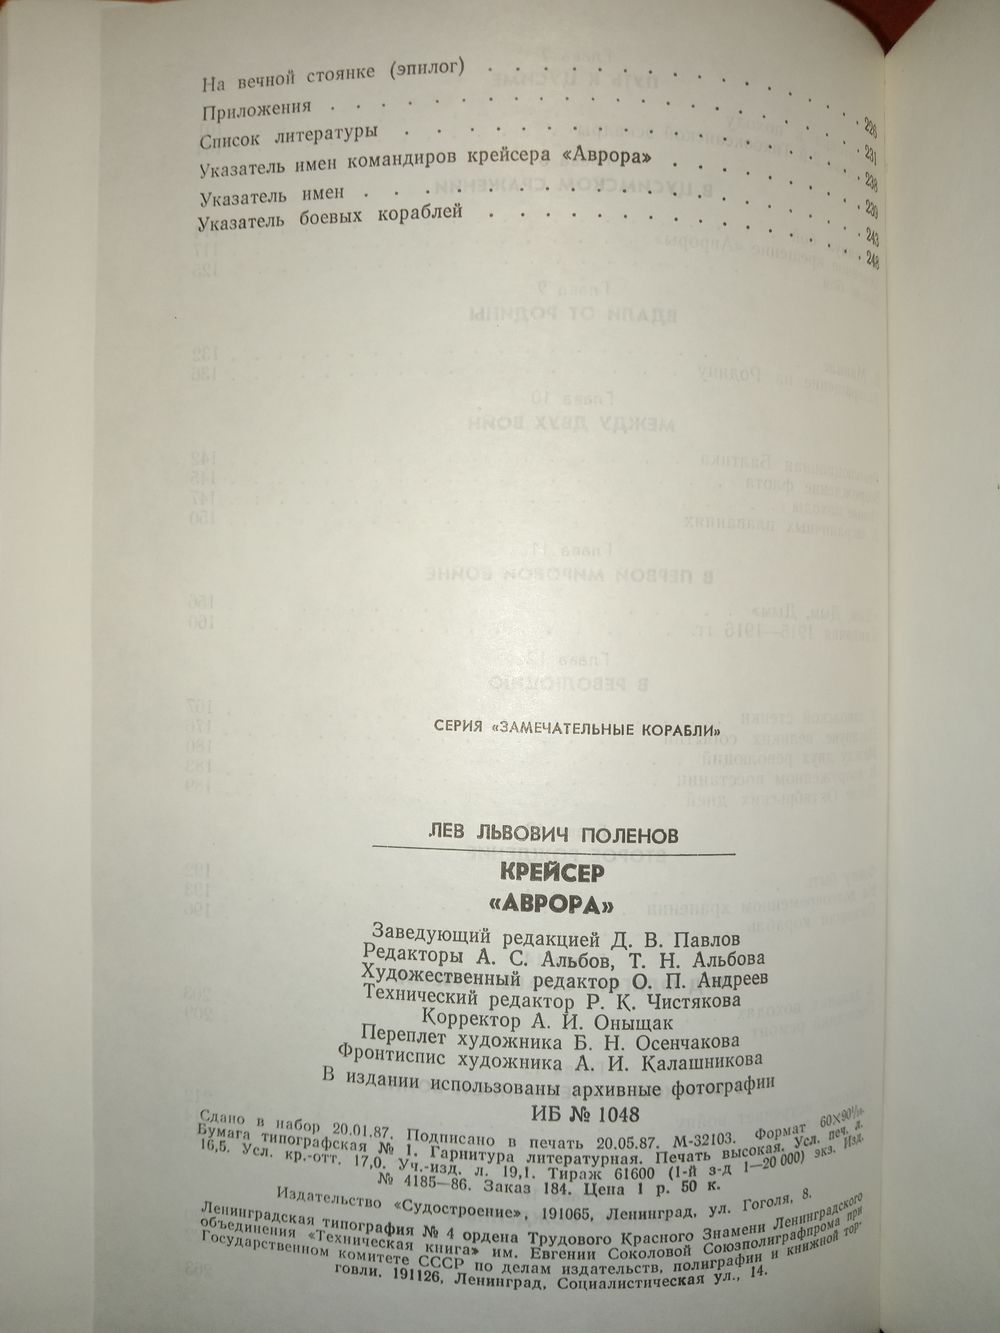 На вечной стоянке (эпилог) . . . . . . . . . . . . . . . 226
Приложения . . . . . . . . . . . . . . . . . . . . . 231
Список литературы . . . . . . . . . . . . . . . . . . 238
Указатель имен командиров крейсера «Аврора» . . . . . . . . 239
Указатель имен . . . . . . . . . . . . . . . . . . . 243
Указатель боевых кораблей . . . . . . . . . . . . . . . 248
СЕРИЯ «ЗАМЕЧАТЕЛЬНЫЕ КОРАБЛИ»
ЛЕВ ЛЬВОВИЧ ПОЛЕНОВ
КРЕЙСЕР
«АВРОРА»
Заведующий редакцией Д. В. Павлов
Редакторы А. С. Альбов, Т. Н. Альбова
Художественный редактор О. П. Андреев
Технический редактор Р. К. Чистякова
Корректор А. И. Оныщак
Переплет художника Б. Н. Осенчакова
Фронтиспис художника А. И. Калашникова
В издании использованы архивные фотографии
ИБ № 1048
Сдано в набор 20.01.87. Подписано в печать 20.05.87. М-32103. Формат 60×90¹/₁₆.
Бумага типографская № 1. Гарнитура литературная. Печать высокая. Усл. печ. л.
16,5. Усл. кр.-отт. 17,0. Уч.-изд. л. 19,1. Тираж 61600 (1-й з-д 1—20 000) экз. Изд.
№ 4185—86. Заказ 184. Цена 1 р. 50 к.
Издательство «Судостроение», 191065, Ленинград, ул. Гоголя, 8.
Ленинградская типография № 4 ордена Трудового Красного Знамени Ленинградского
объединения «Техническая книга» им. Евгении Соколовой Союзполиграфпрома при
Государственном комитете СССР по делам издательств, полиграфии и книжной тор-
говли. 191126, Ленинград, Социалистическая ул., 14.